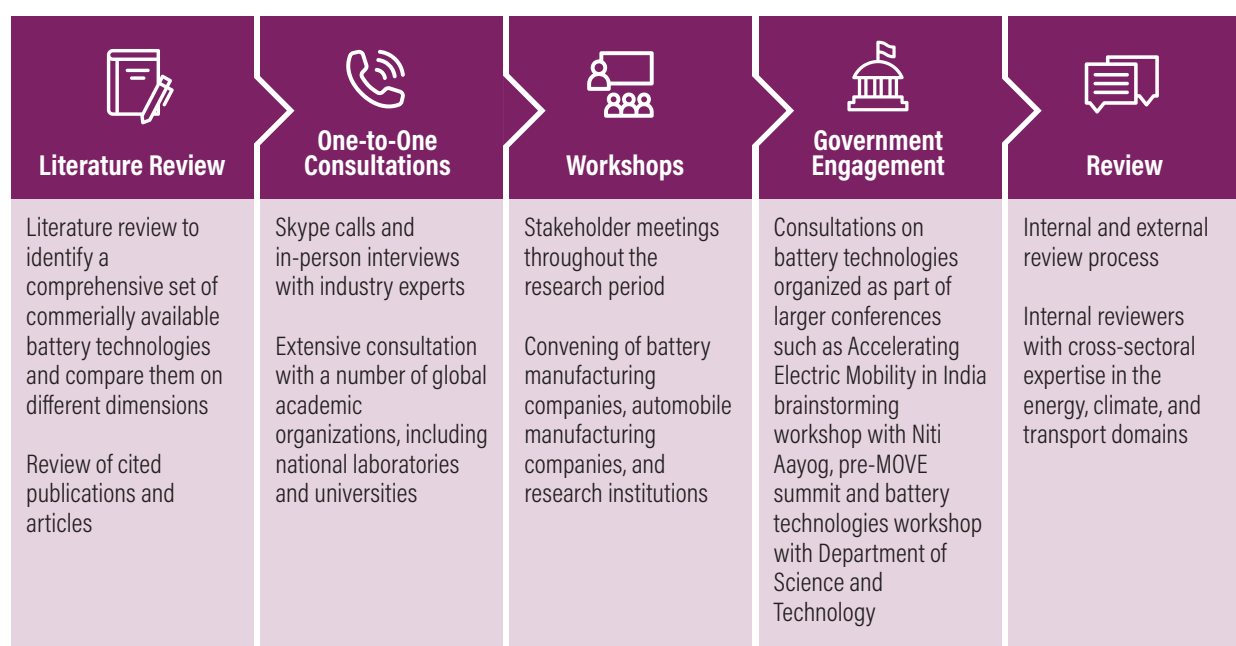 Literature Review
Literature review to
identify a
comprehensive set of
commerially available
battery technologies
and compare them on
different dimensions
Review of cited
publications and
articles
One-to-One
Consultations
Skype calls and
in-person interviews
with industry experts
Extensive consultation
with a number of global
academic
organizations, including
national laboratories
and universities
Workshops
Stakeholder meetings
throughout the
research period
Convening of battery
manufacturing
companies, automobile
manufacturing
companies, and
research institutions
Government
Engagement
Consultations on
battery technologies
organized as part of
larger conferences
such as Accelerating
Electric Mobility in India
brainstorming
workshop with Niti
Aayog, pre-MOVE
summit and battery
technologies workshop
with Department of
Science and
Technology
Review
Internal and external
review process
Internal reviewers
with cross-sectoral
expertise in the
energy, climate, and
transport domains